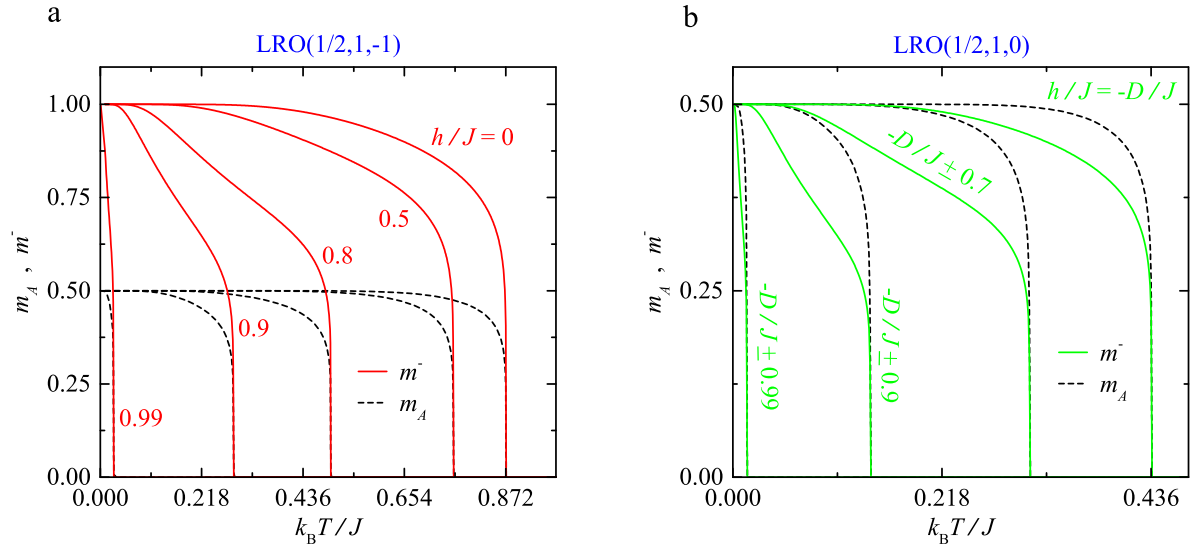 a
LRO(1/2,1,-1)
1.00
0.75
0.50
0.25
0.00
m_A , m^-
h / J = 0
0.5
0.8
0.9
0.99
m^-
m_A
0.000
0.218
0.436
0.654
0.872
k_B T / J
b
LRO(1/2,1,0)
0.50
0.25
0.00
m_A , m^-
h / J = -D / J
-D / J ± 0.7
-D / J ± 0.9
-D / J ± 0.99
m^-
m_A
0.000
0.218
0.436
k_B T / J